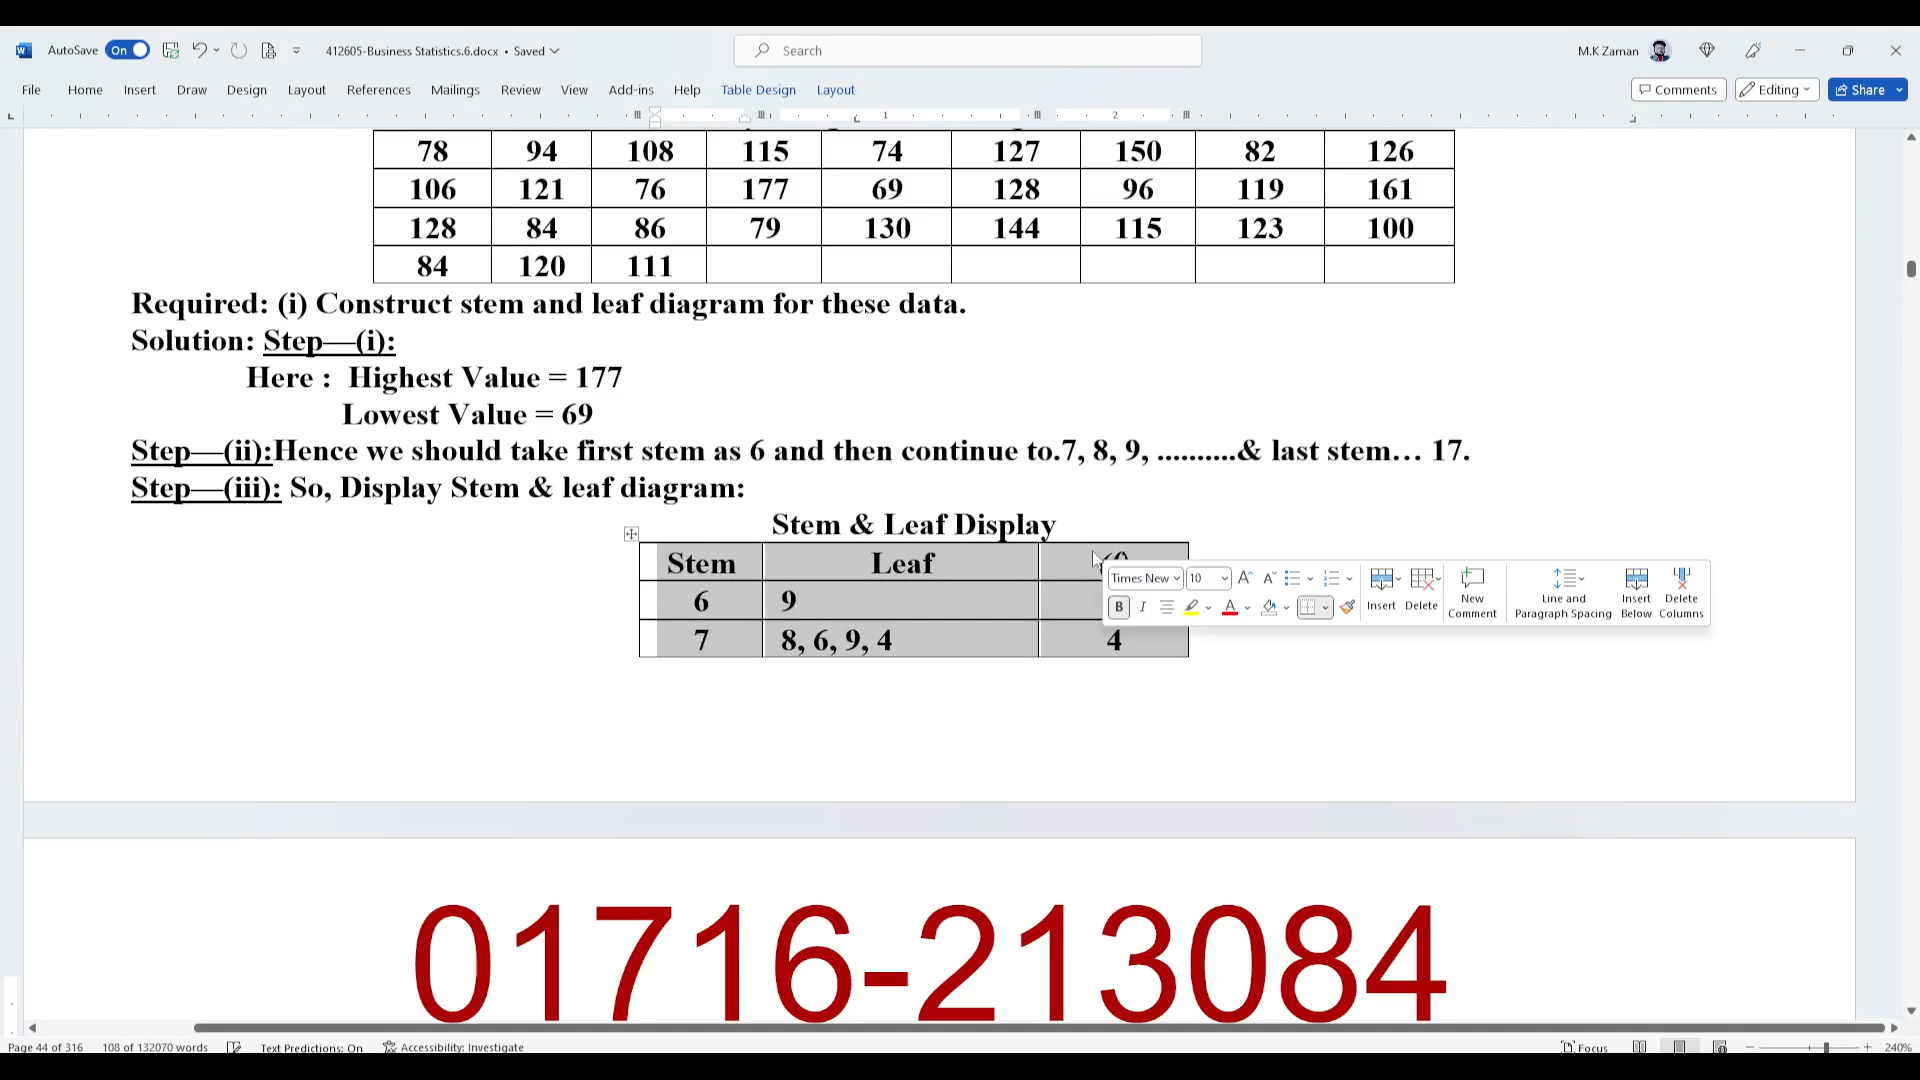 AutoSave On 412605-Business Statistics.6.docx • Saved Search M.K Zaman
File Home Insert Draw Design Layout References Mailings Review View Add-ins Help Table Design Layout Comments Editing Share
1 2
78 94 108 115 74 127 150 82 126
106 121 76 177 69 128 96 119 161
128 84 86 79 130 144 115 123 100
84 120 111
Required: (i) Construct stem and leaf diagram for these data.
Solution: Step—(i):
Here : Highest Value = 177
Lowest Value = 69
Step—(ii):Hence we should take first stem as 6 and then continue to.7, 8, 9, ..........& last stem… 17.
Step—(iii): So, Display Stem & leaf diagram:
Stem & Leaf Display
Stem Leaf
6 9
7 8, 6, 9, 4 4
Times New 10
B I A
Insert Delete New Comment Line and Paragraph Spacing Insert Below Delete Columns
01716-213084
Page 44 of 316 108 of 132070 words Text Predictions: On Accessibility: Investigate Focus 240%